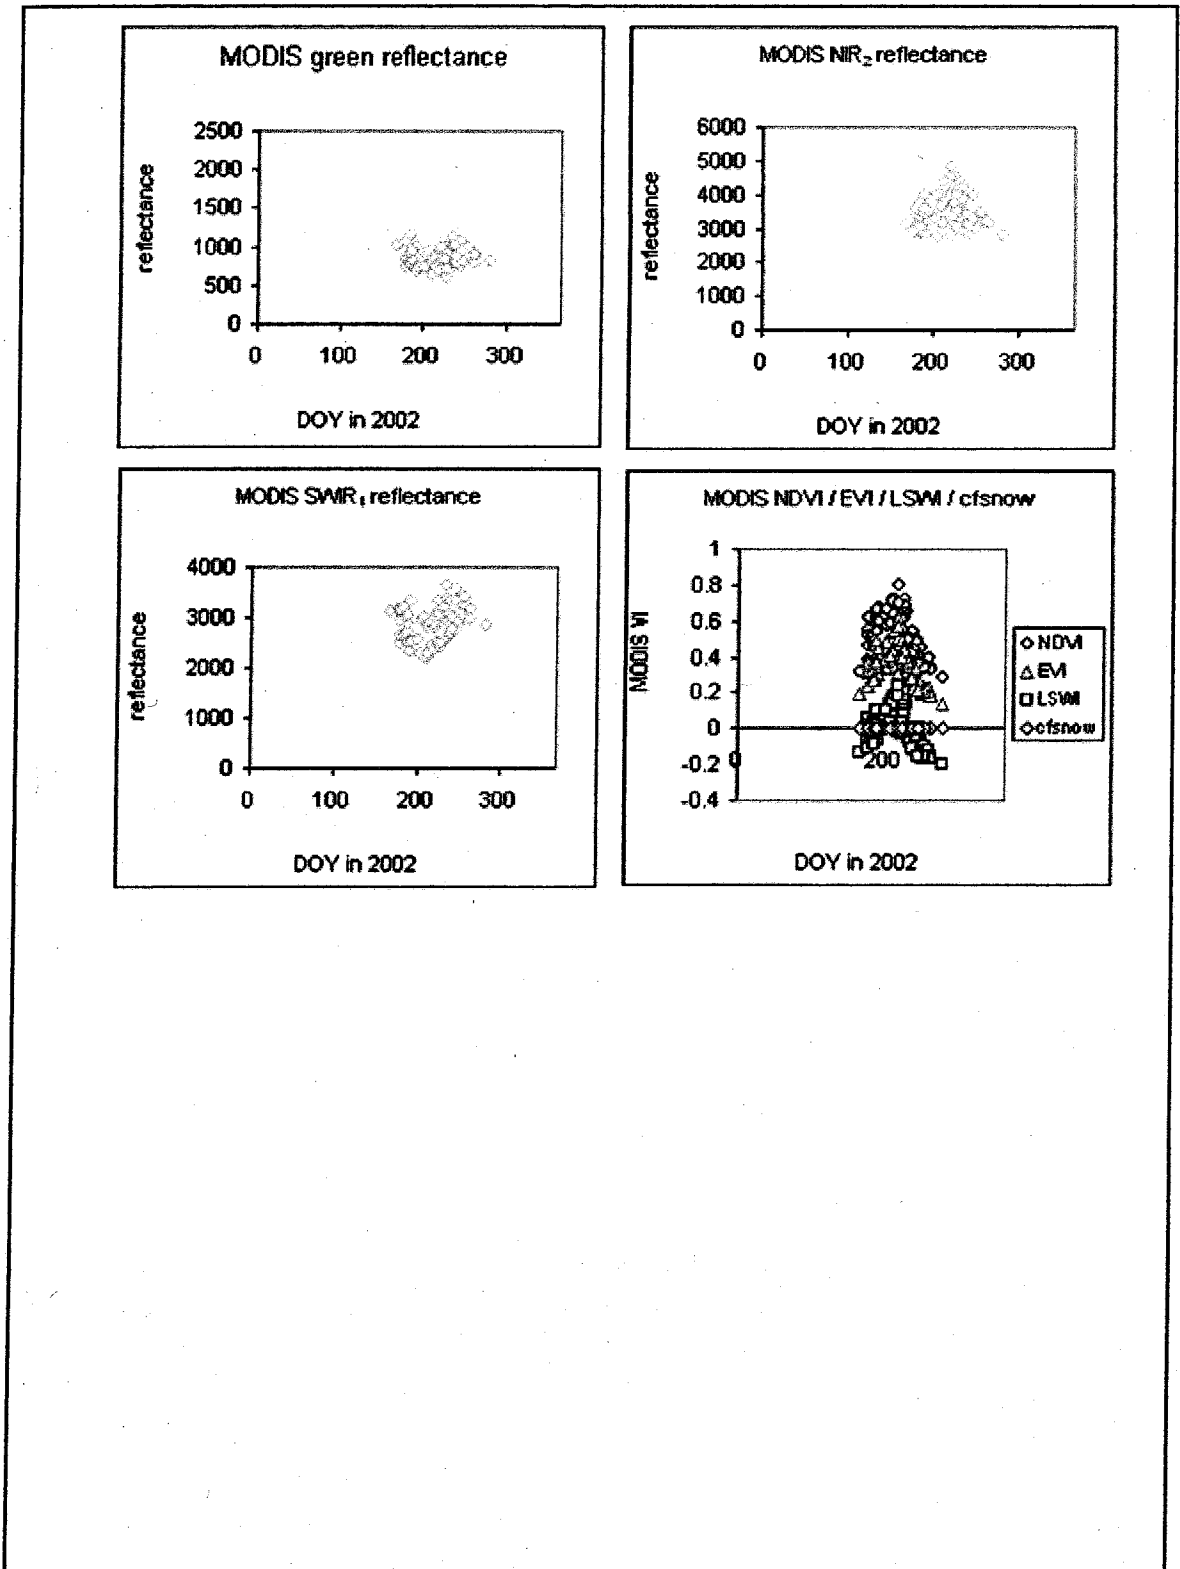 MODIS green reflectance
2500
2000
1500
1000
500
0
reflectance
0 100 200 300
DOY in 2002
MODIS NIR₂ reflectance
6000
5000
4000
3000
2000
1000
0
reflectance
0 100 200 300
DOY in 2002
MODIS SWIR₁ reflectance
4000
3000
2000
1000
0
reflectance
0 100 200 300
DOY in 2002
MODIS NDVI / EVI / LSWI / cfsnow
1
0.8
0.6
0.4
0.2
0
-0.2
-0.4
MODIS VI
0 200
DOY in 2002
NDVI
EVI
LSWI
cfsnow